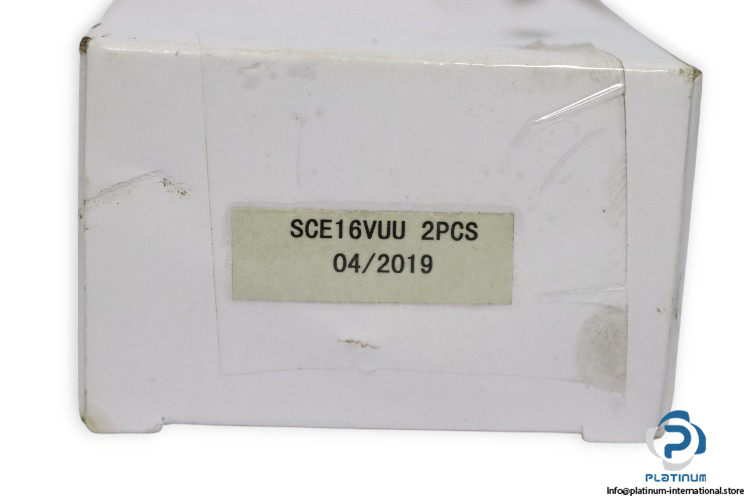 SCE16VUU 2PCS
04/2019
PLATINUM
Info@platinum-international.store